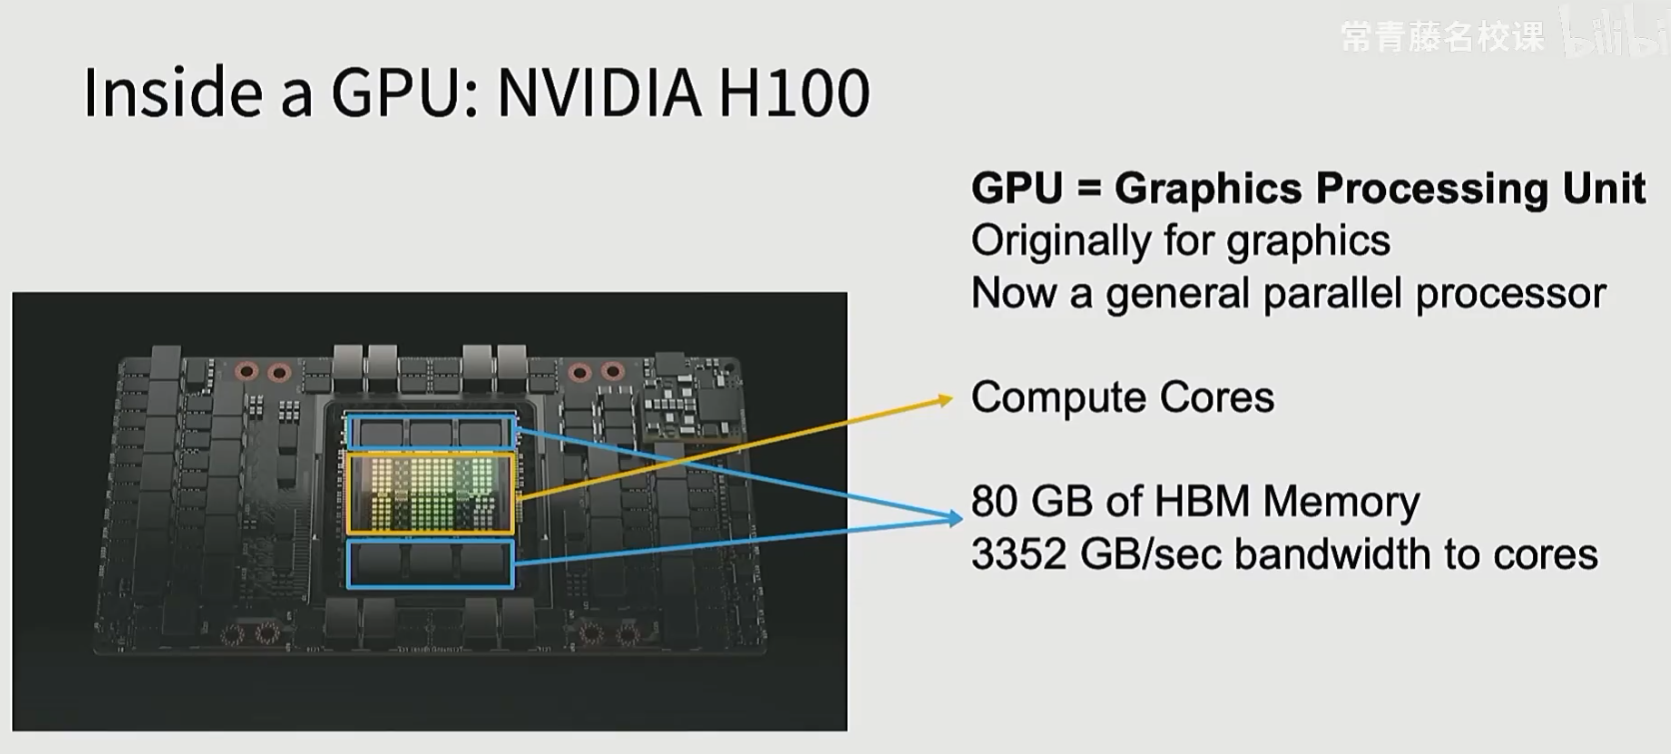 常青藤名校课 bilibi
Inside a GPU: NVIDIA H100
GPU = Graphics Processing Unit
Originally for graphics
Now a general parallel processor
Compute Cores
80 GB of HBM Memory
3352 GB/sec bandwidth to cores